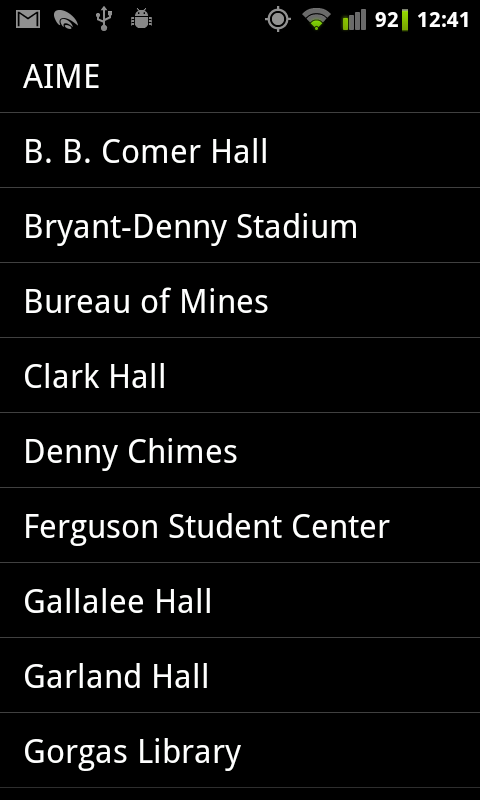 92 12:41
AIME
B. B. Comer Hall
Bryant-Denny Stadium
Bureau of Mines
Clark Hall
Denny Chimes
Ferguson Student Center
Gallalee Hall
Garland Hall
Gorgas Library